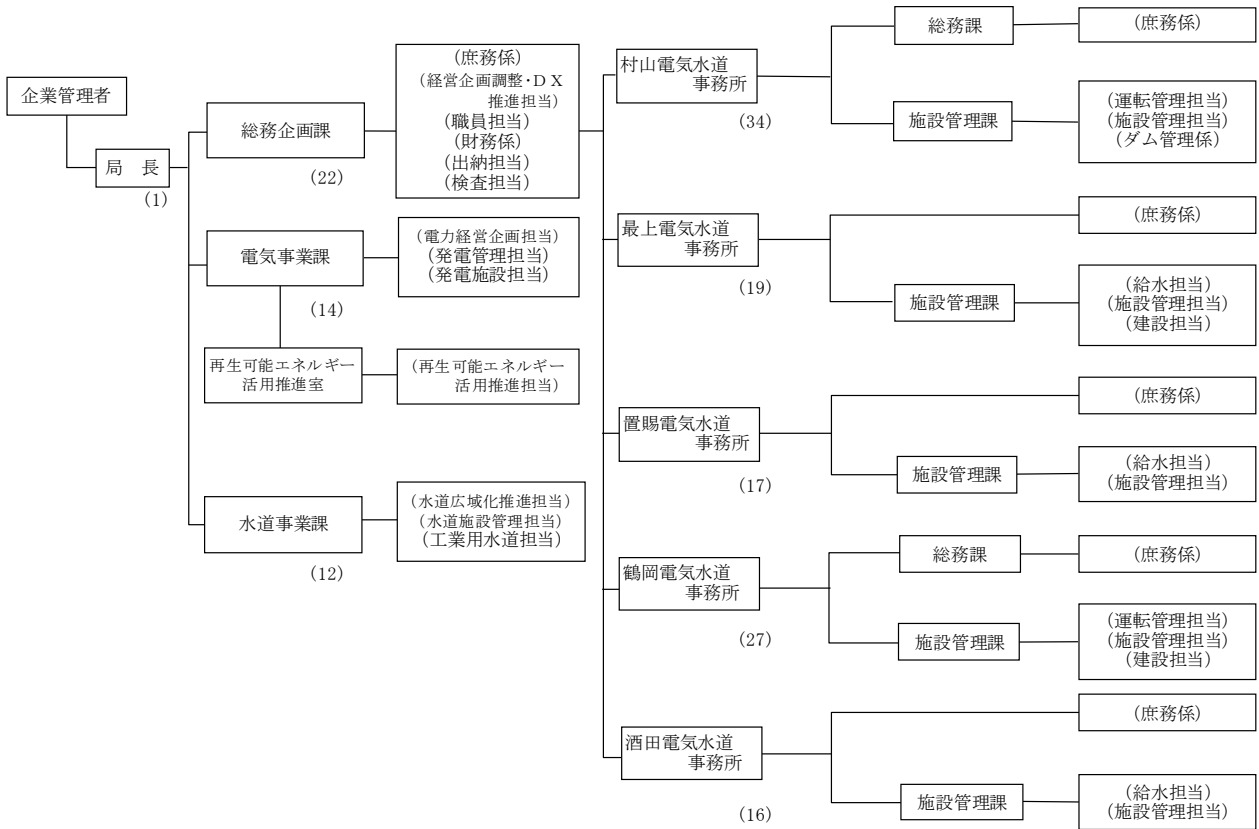 企業管理者
局　長
(1)
総務企画課
(22)
(庶務係)
(経営企画調整・ＤＸ
推進担当)
(職員担当)
(財務係)
(出納担当)
(検査担当)
電気事業課
(14)
(電力経営企画担当)
(発電管理担当)
(発電施設担当)
再生可能エネルギー
活用推進室
(再生可能エネルギー
活用推進担当)
水道事業課
(12)
(水道広域化推進担当)
(水道施設管理担当)
(工業用水道担当)
村山電気水道
事務所
(34)
総務課
(庶務係)
施設管理課
(運転管理担当)
(施設管理担当)
(ダム管理係)
最上電気水道
事務所
(19)
(庶務係)
施設管理課
(給水担当)
(施設管理担当)
(建設担当)
置賜電気水道
事務所
(17)
(庶務係)
施設管理課
(給水担当)
(施設管理担当)
鶴岡電気水道
事務所
(27)
総務課
(庶務係)
施設管理課
(運転管理担当)
(施設管理担当)
(建設担当)
酒田電気水道
事務所
(16)
(庶務係)
施設管理課
(給水担当)
(施設管理担当)